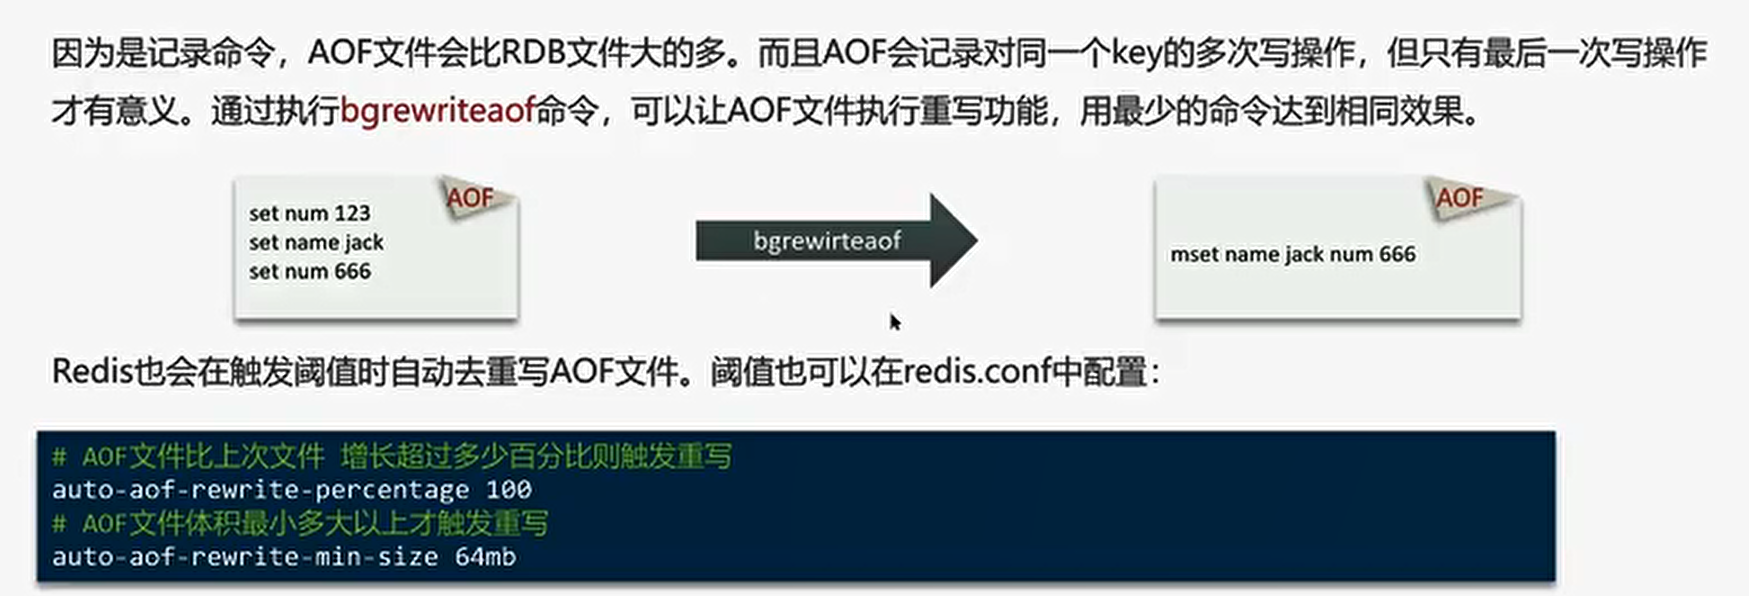 因为是记录命令，AOF文件会比RDB文件大的多。而且AOF会记录对同一个key的多次写操作，但只有最后一次写操作
才有意义。通过执行bgrewriteaof命令，可以让AOF文件执行重写功能，用最少的命令达到相同效果。
AOF
set num 123
set name jack
set num 666
bgrewirteaof
AOF
mset name jack num 666
Redis也会在触发阈值时自动去重写AOF文件。阈值也可以在redis.conf中配置：
# AOF文件比上次文件 增长超过多少百分比则触发重写
auto-aof-rewrite-percentage 100
# AOF文件体积最小多大以上才触发重写
auto-aof-rewrite-min-size 64mb